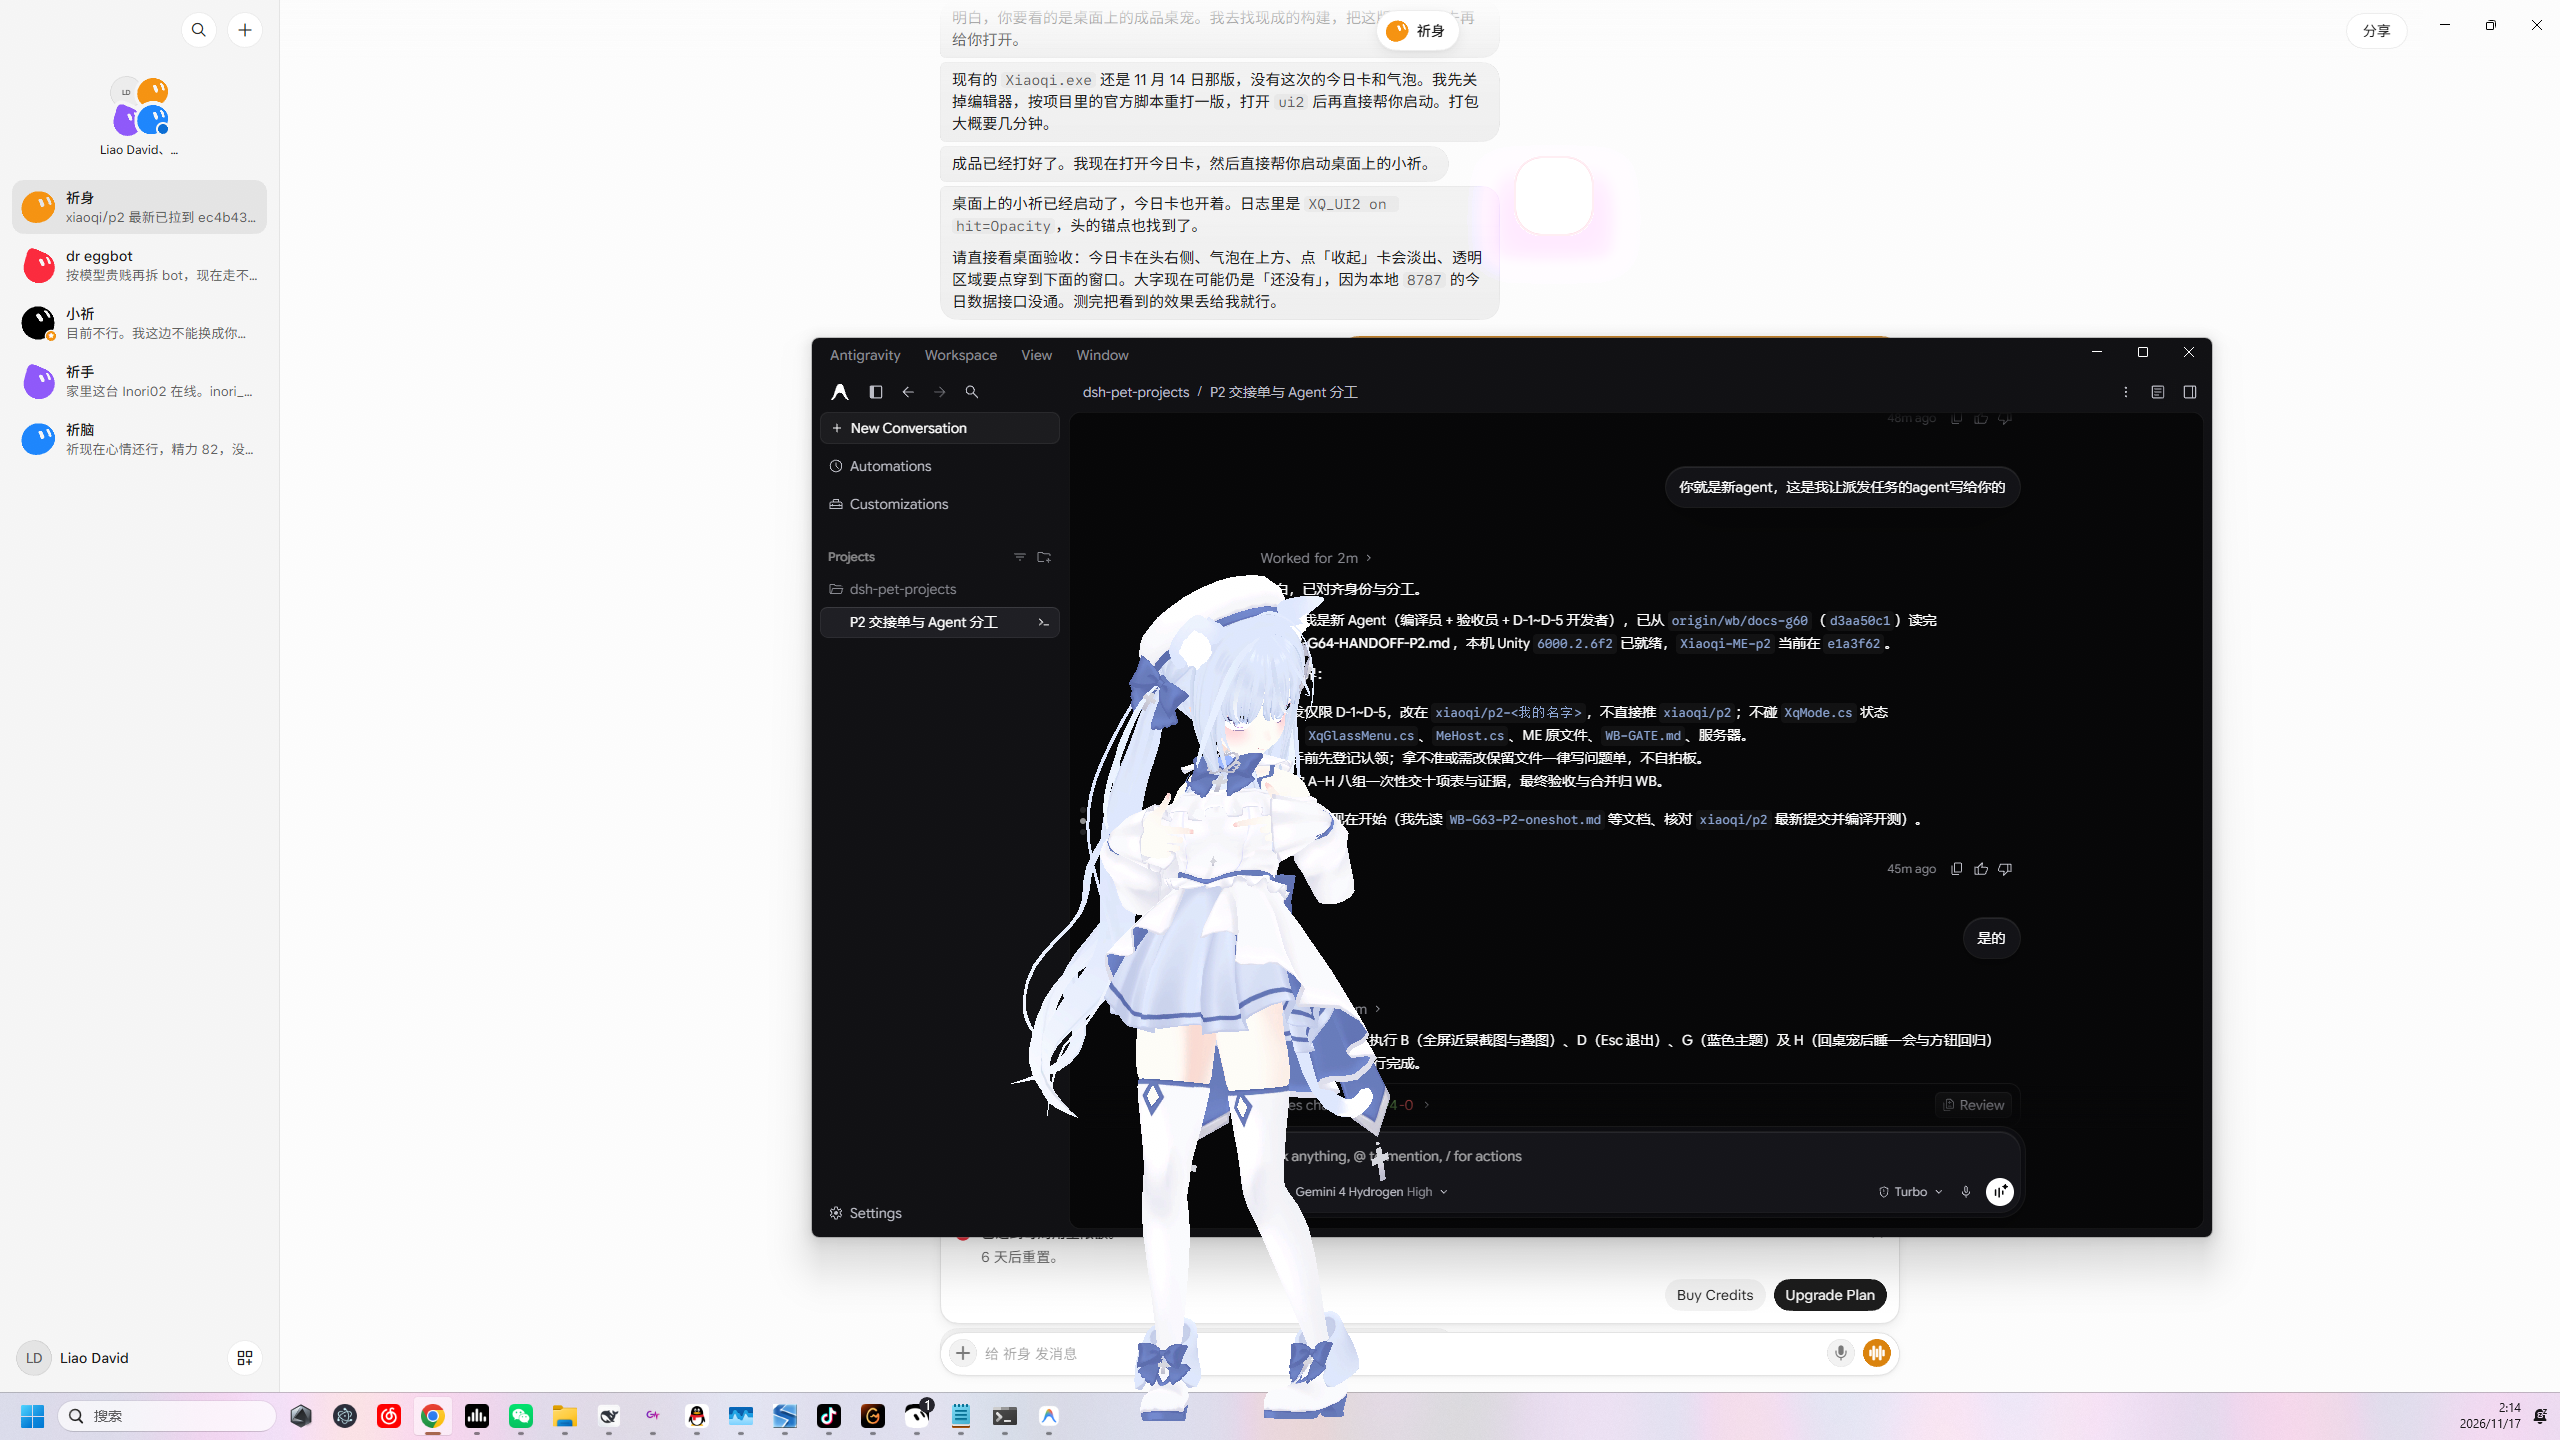 Liao David、...
祈身
xiaoqi/p2 最新已拉到 ec4b43...
dr eggbot
按模型贵贱再拆 bot，现在走不...
小祈
目前不行。我这边不能换成你...
祈手
家里这台 Inori02 在线。inori_...
祈脑
祈现在心情还行，精力 82，没...
LD
Liao David
祈身
分享
明白，你要看的是桌面上的成品桌宠。我去找现成的构建，把这
再
给你打开。
现有的 Xiaoqi.exe 还是 11 月 14 日那版，没有这次的今日卡和气泡。我先关
掉编辑器，按项目里的官方脚本重打一版，打开 ui2 后再直接帮你启动。打包
大概要几分钟。
成品已经打好了。我现在打开今日卡，然后直接帮你启动桌面上的小祈。
桌面上的小祈已经启动了，今日卡也开着。日志里是 XQ_UI2 on
hit=Opacity，头的锚点也找到了。
请直接看桌面验收：今日卡在头右侧、气泡在上方、点「收起」卡会淡出、透明
区域要点穿到下面的窗口。大字现在可能仍是「还没有」，因为本地 8787 的今
日数据接口没通。测完把看到的效果丢给我就行。
Antigravity Workspace View Window
dsh-pet-projects / P2 交接单与 Agent 分工
New Conversation
Automations
Customizations
Projects
dsh-pet-projects
P2 交接单与 Agent 分工
Settings
45m ago
你就是新agent，这是我让派发任务的agent写给你的
Worked for 2m
白，已对齐身份与分工。
我是新 Agent（编译员 + 验收员 + D-1~D-5 开发者），已从 origin/wb/docs-g60 （ d3aa50c1 ）读完
G64-HANDOFF-P2.md，本机 Unity 6000.2.6f2 已就绪， Xiaoqi-ME-p2 当前在 e1a3f62 。
仅限 D-1~D-5，改在 xiaoqi/p2-<我的名字> ，不直接推 xiaoqi/p2 ；不碰 XqMode.cs 状态
XqGlassMenu.cs 、 MeHost.cs 、ME 原文件、 WB-GATE.md 、服务器。
前先登记认领；拿不准或需改保留文件一律写问题单，不自拍板。
A–H 八组一次性交十项表与证据，最终验收与合并归 WB。
现在开始（我先读 WB-G63-P2-oneshot.md 等文档、核对 xiaoqi/p2 最新提交并编译开测）。
45m ago
是的
m
执行 B（全屏近景截图与叠图）、D（Esc 退出）、G（蓝色主题）及 H（回桌宠后睡一会与方钮回归）
行完成。
es cha
4 -0
Review
anything, @ to mention, / for actions
Gemini 4 Hydrogen High
Turbo
6 天后重置。
Buy Credits
Upgrade Plan
给 祈身 发消息
搜索
1
2:14
2026/11/17